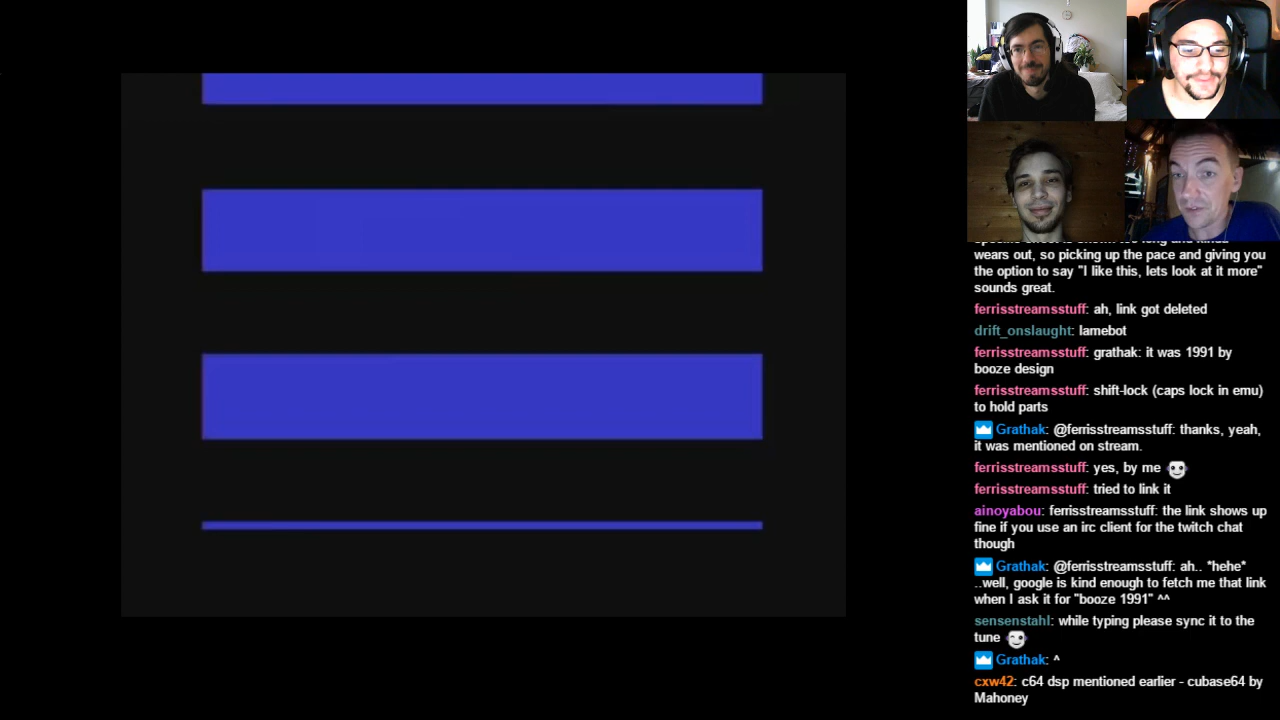 wears out, so picking up the pace and giving you
the option to say "I like this, lets look at it more"
sounds great.
ferrisstreamsstuff: ah, link got deleted
drift_onslaught: lamebot
ferrisstreamsstuff: grathak: it was 1991 by
booze design
ferrisstreamsstuff: shift-lock (caps lock in emu)
to hold parts
Grathak: @ferrisstreamsstuff: thanks, yeah,
it was mentioned on stream.
ferrisstreamsstuff: yes, by me
ferrisstreamsstuff: tried to link it
ainoyabou: ferrisstreamsstuff: the link shows up
fine if you use an irc client for the twitch chat
though
Grathak: @ferrisstreamsstuff: ah.. *hehe*
..well, google is kind enough to fetch me that link
when I ask it for "booze 1991" ^^
sensenstahl: while typing please sync it to the
tune
Grathak: ^
cxw42: c64 dsp mentioned earlier - cubase64 by
Mahoney